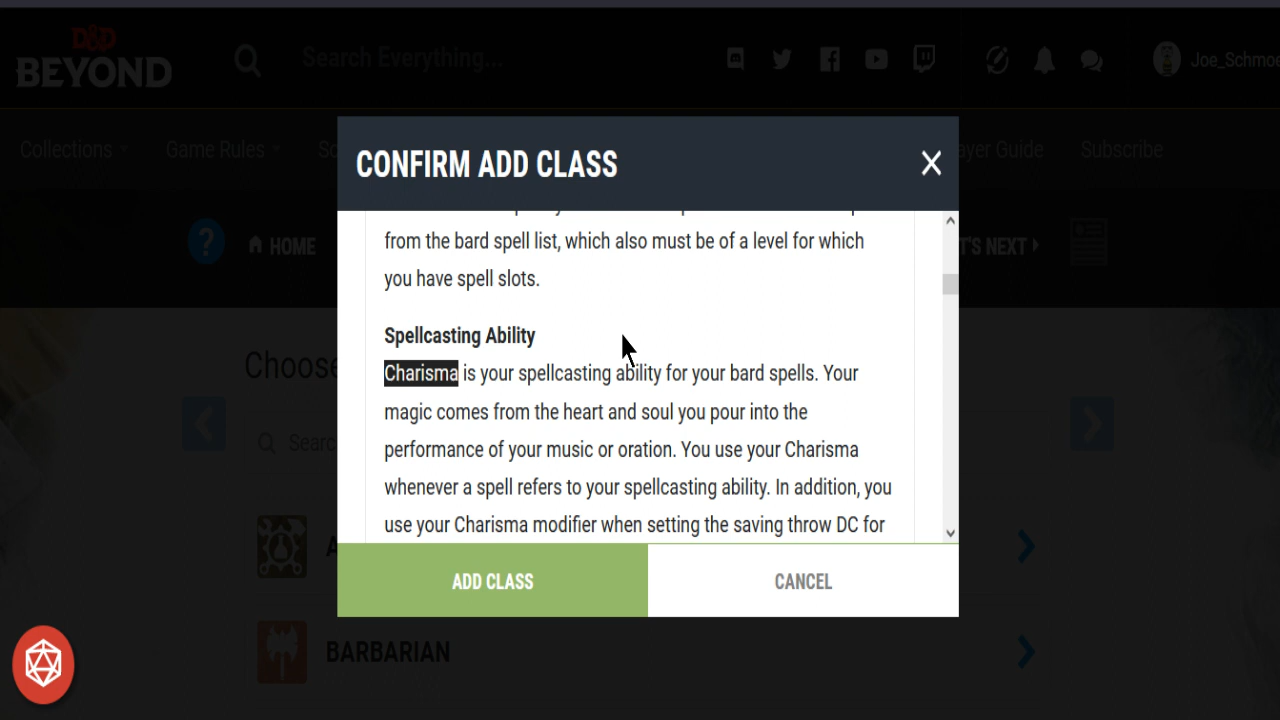 D&D
BEYOND
Search Everything...
Joe_Schmoe
Collections
Game Rules
ayer Guide
Subscribe
CONFIRM ADD CLASS
X
?
HOME
T'S NEXT
from the bard spell list, which also must be of a level for which
you have spell slots.
Spellcasting Ability
Charisma is your spellcasting ability for your bard spells. Your
magic comes from the heart and soul you pour into the
performance of your music or oration. You use your Charisma
whenever a spell refers to your spellcasting ability. In addition, you
use your Charisma modifier when setting the saving throw DC for
Choose
Searc
A
ADD CLASS
CANCEL
BARBARIAN